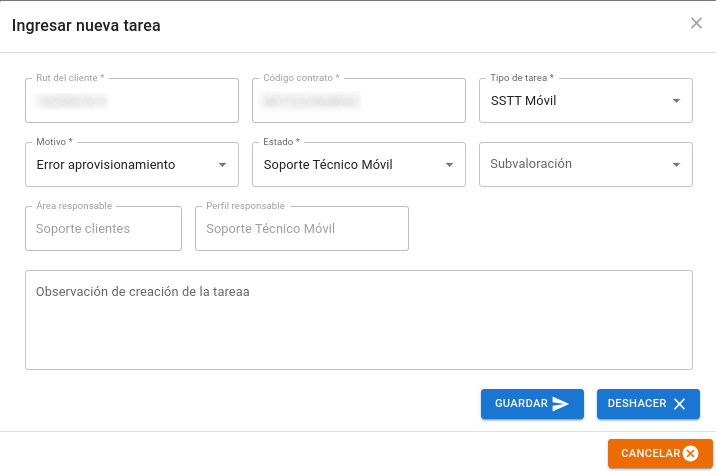 Ingresar nueva tarea
Rut del cliente * Código contrato * Tipo de tarea *
SSTT Móvil
Motivo * Estado *
Error aprovisionamiento Soporte Técnico Móvil Subvaloración
Área responsable Perfil responsable
Soporte clientes Soporte Técnico Móvil
Observación de creación de la tareaa
GUARDAR DESHACER
CANCELAR